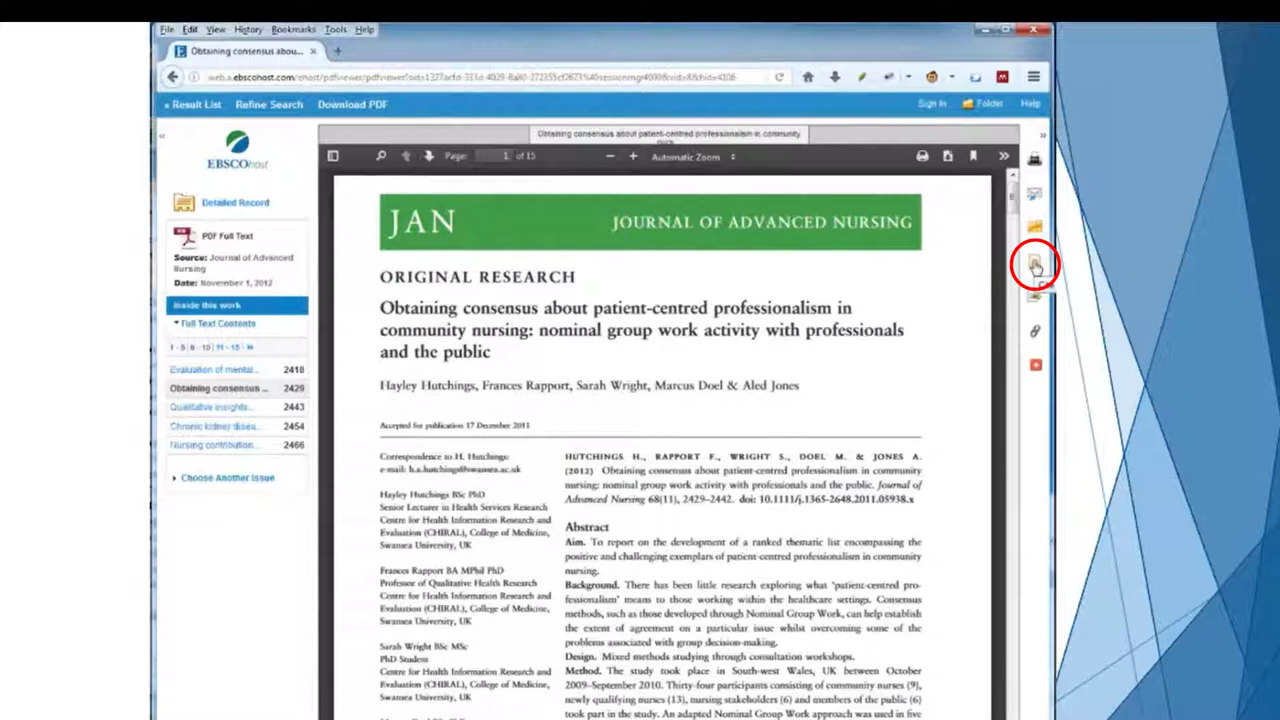 File Edit View History Bookmarks Tools Help
Obtaining consensus abou...
« Result List Refine Search Download PDF
Sign In Folder Help
Obtaining consensus about patient-centred professionalism in community
EBSCOhost
Page: 1 of 15
Automatic Zoom
Detailed Record
PDF Full Text
Source: Journal of Advanced
Nursing
Date: November 1, 2012
Inside this work
Full Text Contents
1 - 5| 6 - 10| 11 - 15|
Evaluation of mental... 2418
Obtaining consensus ... 2429
Qualitative insights... 2443
Chronic kidney disea... 2454
Nursing contribution... 2466
Choose Another Issue
JAN JOURNAL OF ADVANCED NURSING
ORIGINAL RESEARCH
Obtaining consensus about patient-centred professionalism in
community nursing: nominal group work activity with professionals
and the public
Hayley Hutchings, Frances Rapport, Sarah Wright, Marcus Doel & Aled Jones
Accepted for publication 17 December 2011
Correspondence to H. Hutchings:
e-mail: h.a.hutchings@swansea.ac.uk
Hayley Hutchings BSc PhD
Senior Lecturer in Health Services Research
Centre for Health Information Research and
Evaluation (CHIRAL), College of Medicine,
Swansea University, UK
Frances Rapport BA MPhil PhD
Professor of Qualitative Health Research
Centre for Health Information Research and
Evaluation (CHIRAL), College of Medicine,
Swansea University, UK
Sarah Wright BSc MSc
PhD Student
Centre for Health Information Research and
Evaluation (CHIRAL), College of Medicine,
Swansea University, UK
HUTCHINGS H., RAPPORT F., WRIGHT S., DOEL M. & JONES A.
(2012) Obtaining consensus about patient-centred professionalism in community
nursing: nominal group work activity with professionals and the public. Journal of
Advanced Nursing 68(11), 2429–2442. doi: 10.1111/j.1365-2648.2011.05938.x
Abstract
Aim. To report on the development of a ranked thematic list encompassing the
positive and challenging exemplars of patient-centred professionalism in community
nursing.
Background. There has been little research exploring what 'patient-centred pro-
fessionalism' means to those working within the healthcare settings. Consensus
methods, such as those developed through Nominal Group Work, can help establish
the extent of agreement on a particular issue whilst overcoming some of the
problems associated with group decision-making.
Design. Mixed methods studying through consultation workshops.
Method. The study took place in South-west Wales, UK between October
2009–September 2010. Thirty-four participants consisting of community nurses (9),
newly qualifying nurses (13), nursing stakeholders (6) and members of the public (6)
took part in the study. An adapted Nominal Group Work approach was used in five